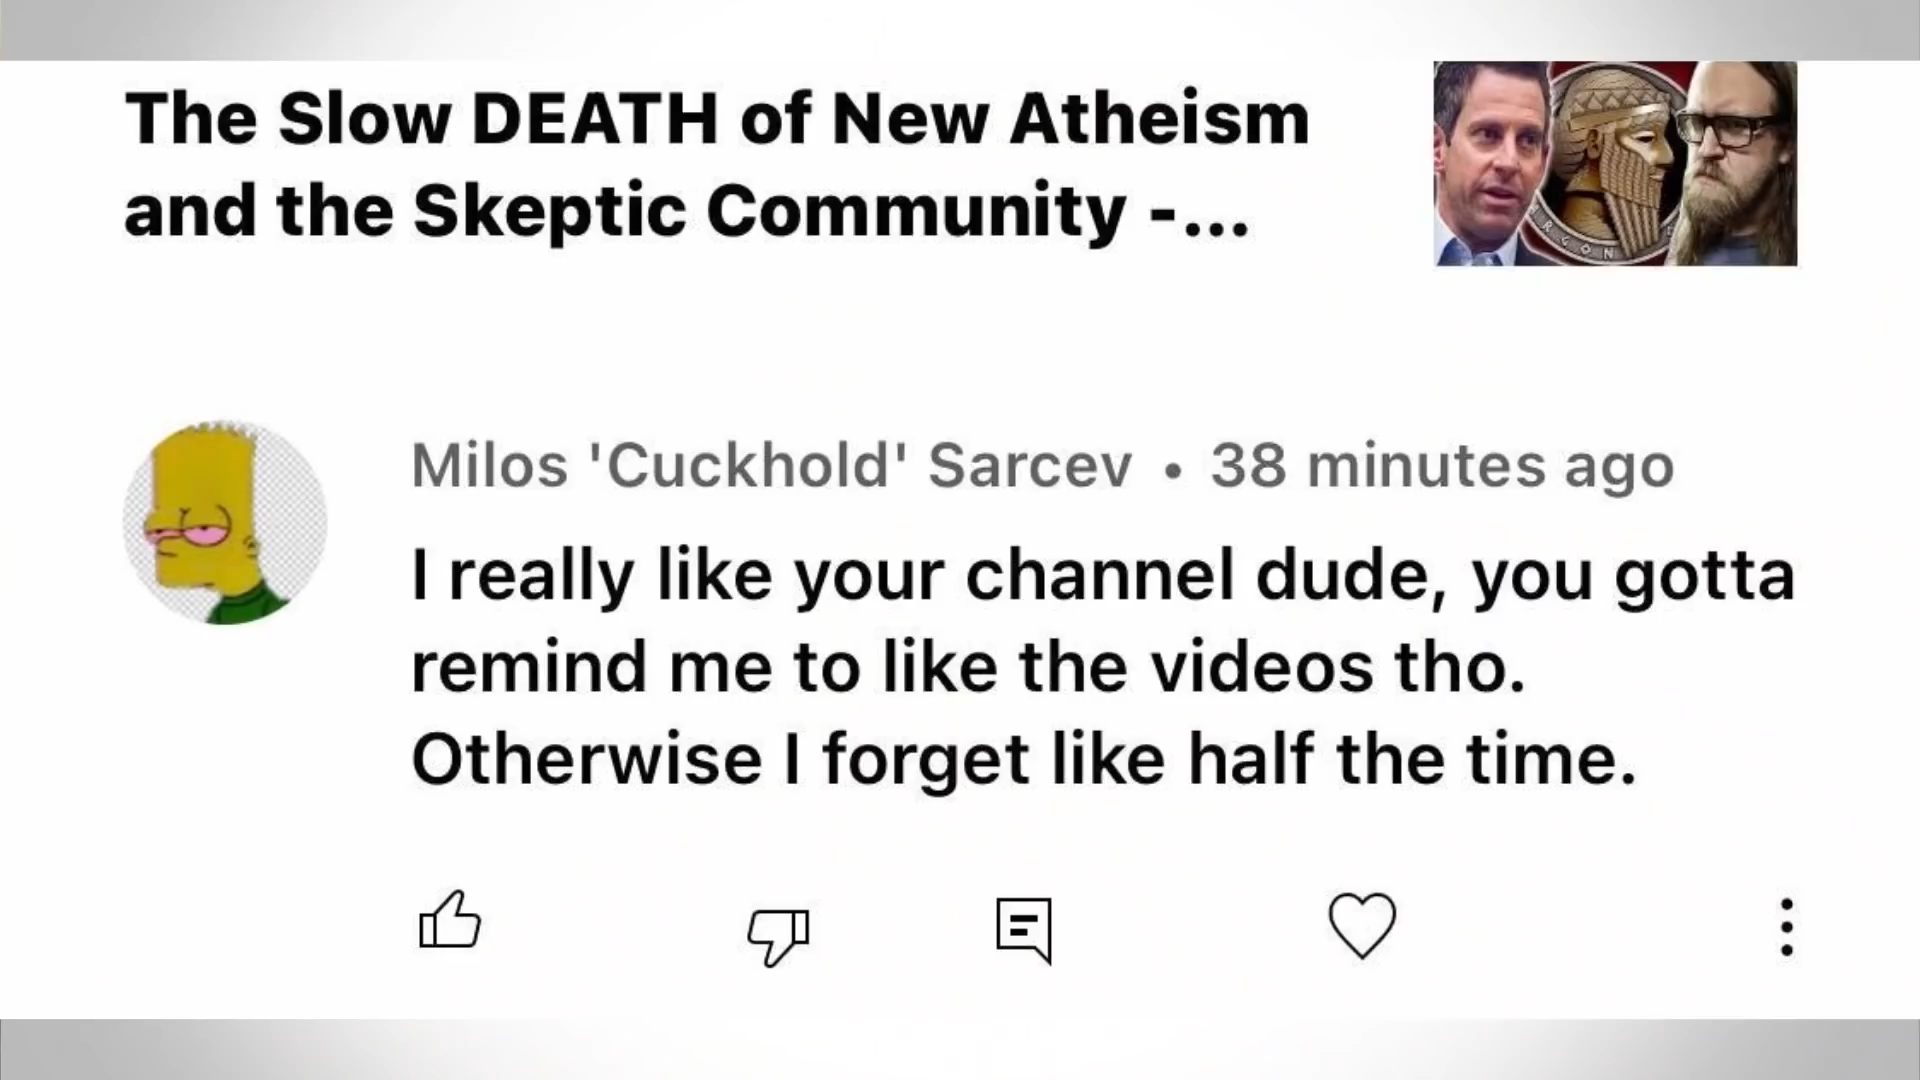 The Slow DEATH of New Atheism
and the Skeptic Community -...
RGON
Milos 'Cuckhold' Sarcev • 38 minutes ago
I really like your channel dude, you gotta
remind me to like the videos tho.
Otherwise I forget like half the time.